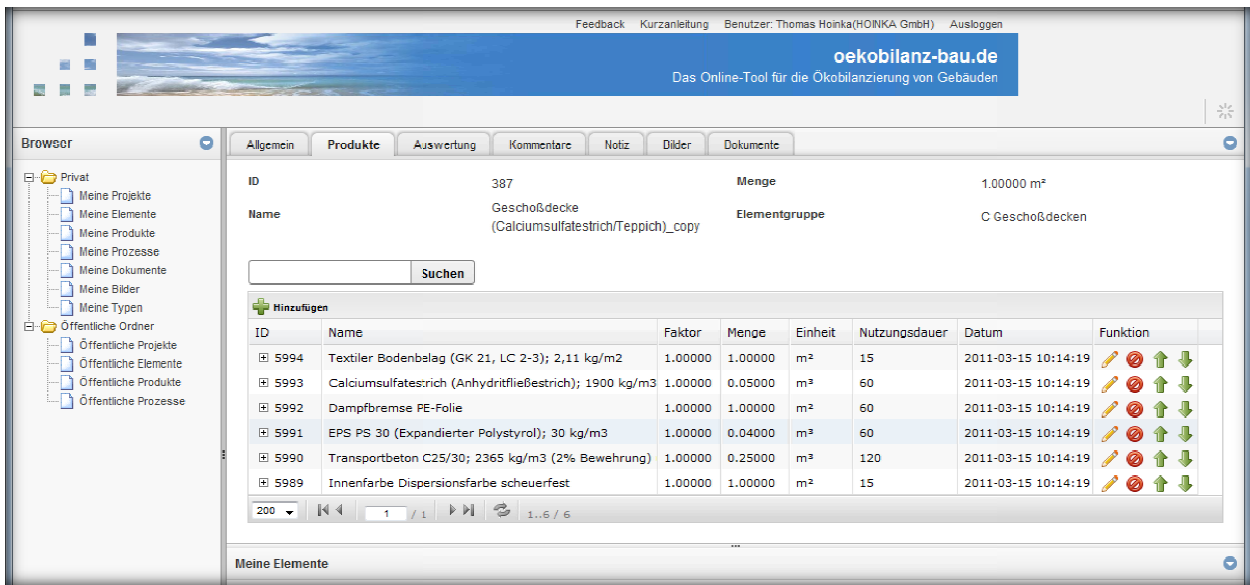 Feedback Kurzanleitung Benutzer: Thomas Hoinka(HOINKA GmbH) Ausloggen
oekobilanz-bau.de
Das Online-Tool für die Ökobilanzierung von Gebäuden
Browser
Privat
Meine Projekte
Meine Elemente
Meine Produkte
Meine Prozesse
Meine Dokumente
Meine Bilder
Meine Typen
Öffentliche Ordner
Öffentliche Projekte
Öffentliche Elemente
Öffentliche Produkte
Öffentliche Prozesse
Allgemein Produkte Auswertung Kommentare Notiz Bilder Dokumente
ID 387 Menge 1.00000 m²
Name Geschoßdecke (Calciumsulfatestrich/Teppich)_copy Elementgruppe C Geschoßdecken
Suchen
Hinzufügen
ID Name Faktor Menge Einheit Nutzungsdauer Datum Funktion
5994 Textiler Bodenbelag (GK 21, LC 2-3); 2,11 kg/m2 1.00000 1.00000 m² 15 2011-03-15 10:14:19
5993 Calciumsulfatestrich (Anhydritfließestrich); 1900 kg/m3 1.00000 0.05000 m³ 60 2011-03-15 10:14:19
5992 Dampfbremse PE-Folie 1.00000 1.00000 m² 60 2011-03-15 10:14:19
5991 EPS PS 30 (Expandierter Polystyrol); 30 kg/m3 1.00000 0.04000 m³ 60 2011-03-15 10:14:19
5990 Transportbeton C25/30; 2365 kg/m3 (2% Bewehrung) 1.00000 0.25000 m³ 120 2011-03-15 10:14:19
5989 Innenfarbe Dispersionsfarbe scheuerfest 1.00000 1.00000 m² 15 2011-03-15 10:14:19
200 1 / 1 1..6 / 6
Meine Elemente